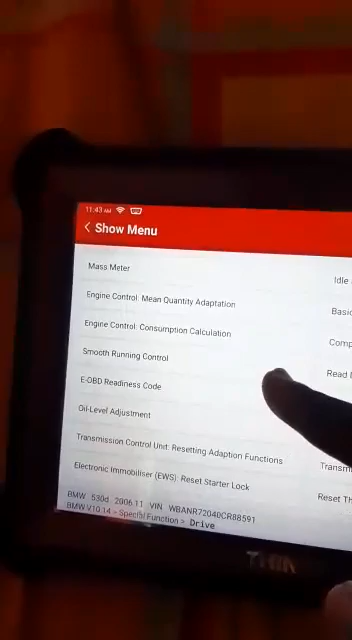 11:43 AM
Show Menu
Mass Meter
Idle
Engine Control: Mean Quantity Adaptation
Basic
Engine Control: Consumption Calculation
Comp
Smooth Running Control
Read
E-OBD Readiness Code
Oil-Level Adjustment
Transmission Control Unit: Resetting Adaption Functions
Transm
Electronic Immobiliser (EWS): Reset Starter Lock
Reset Th
BMW 530d 2006.11 VIN WBANR72040CR88591
BMW V10.14 > Special Function > Drive